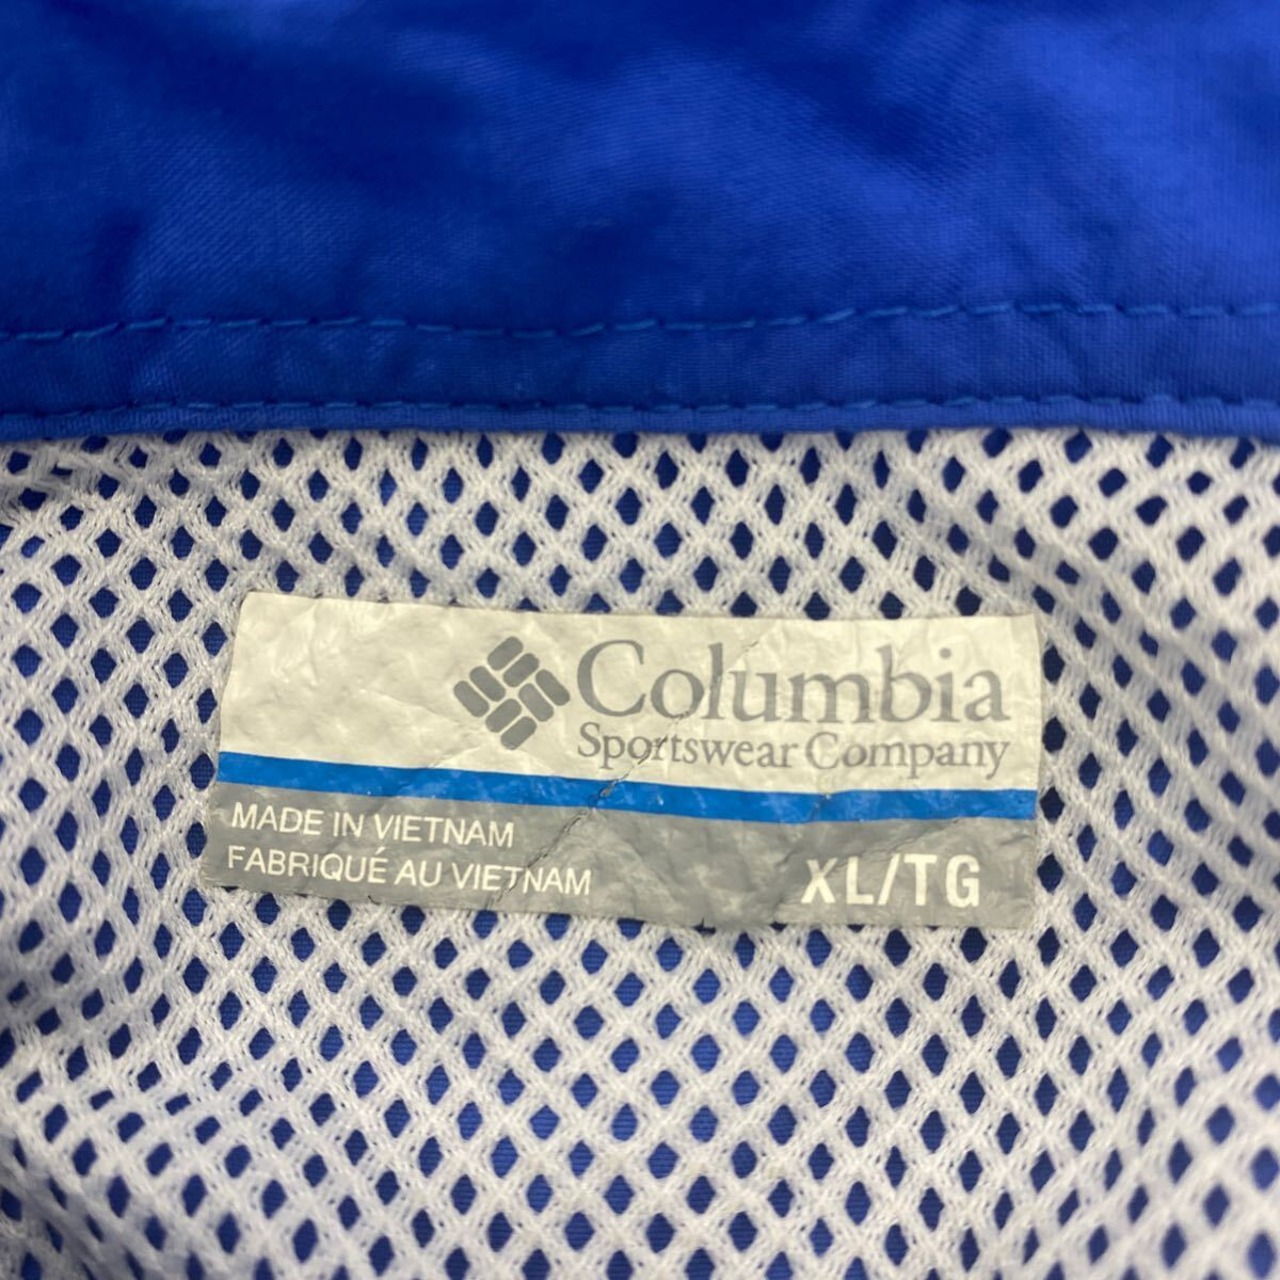 Columbia
Sportswear Company
MADE IN VIETNAM
FABRIQUÉ AU VIETNAM
XL/TG